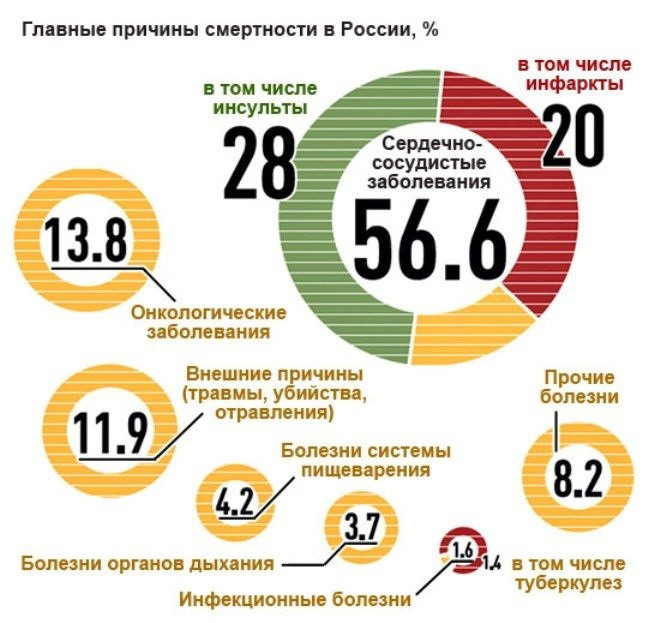 Главные причины смертности в России, %
в том числе
инсульты
28
в том числе
инфаркты
20
Сердечно-
сосудистые
заболевания
56.6
13.8
Онкологические
заболевания
Внешние причины
(травмы, убийства,
отравления)
11.9
Прочие
болезни
8.2
Болезни системы
пищеварения
4.2
3.7
Болезни органов дыхания
1.6
1.4
в том числе
туберкулез
Инфекционные болезни